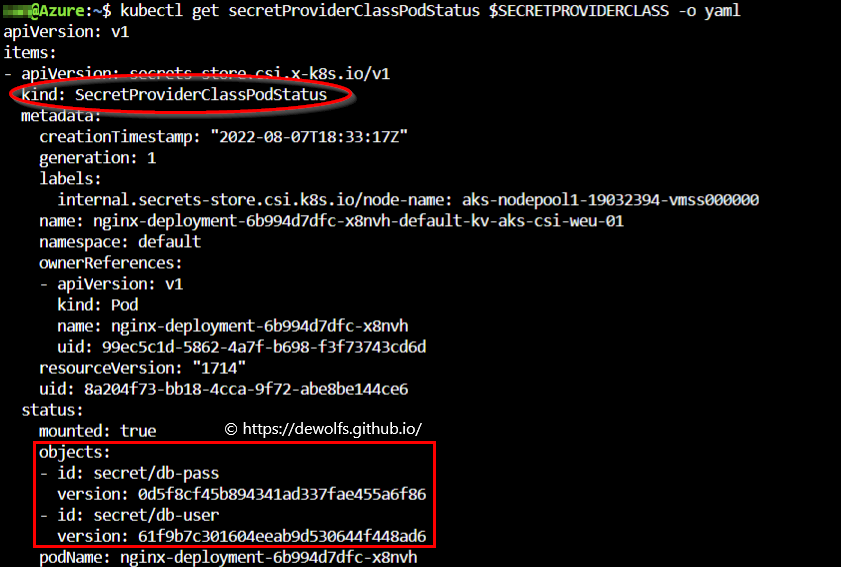 @Azure:~$ kubectl get secretProviderClassPodStatus $SECRETPROVIDERCLASS -o yaml
apiVersion: v1
items:
- apiVersion: secrets-store.csi.x-k8s.io/v1
  kind: SecretProviderClassPodStatus
  metadata:
    creationTimestamp: "2022-08-07T18:33:17Z"
    generation: 1
    labels:
      internal.secrets-store.csi.k8s.io/node-name: aks-nodepool1-19032394-vmss000000
    name: nginx-deployment-6b994d7dfc-x8nvh-default-kv-aks-csi-weu-01
    namespace: default
    ownerReferences:
    - apiVersion: v1
      kind: Pod
      name: nginx-deployment-6b994d7dfc-x8nvh
      uid: 99ec5c1d-5862-4a7f-b698-f3f73743cd6d
    resourceVersion: "1714"
    uid: 8a204f73-bb18-4cca-9f72-abe8be144ce6
  status:
    mounted: true
© https://dewolfs.github.io/
    objects:
    - id: secret/db-pass
      version: 0d5f8cf45b894341ad337fae455a6f86
    - id: secret/db-user
      version: 61f9b7c301604eeab9d530644f448ad6
    podName: nginx-deployment-6b994d7dfc-x8nvh